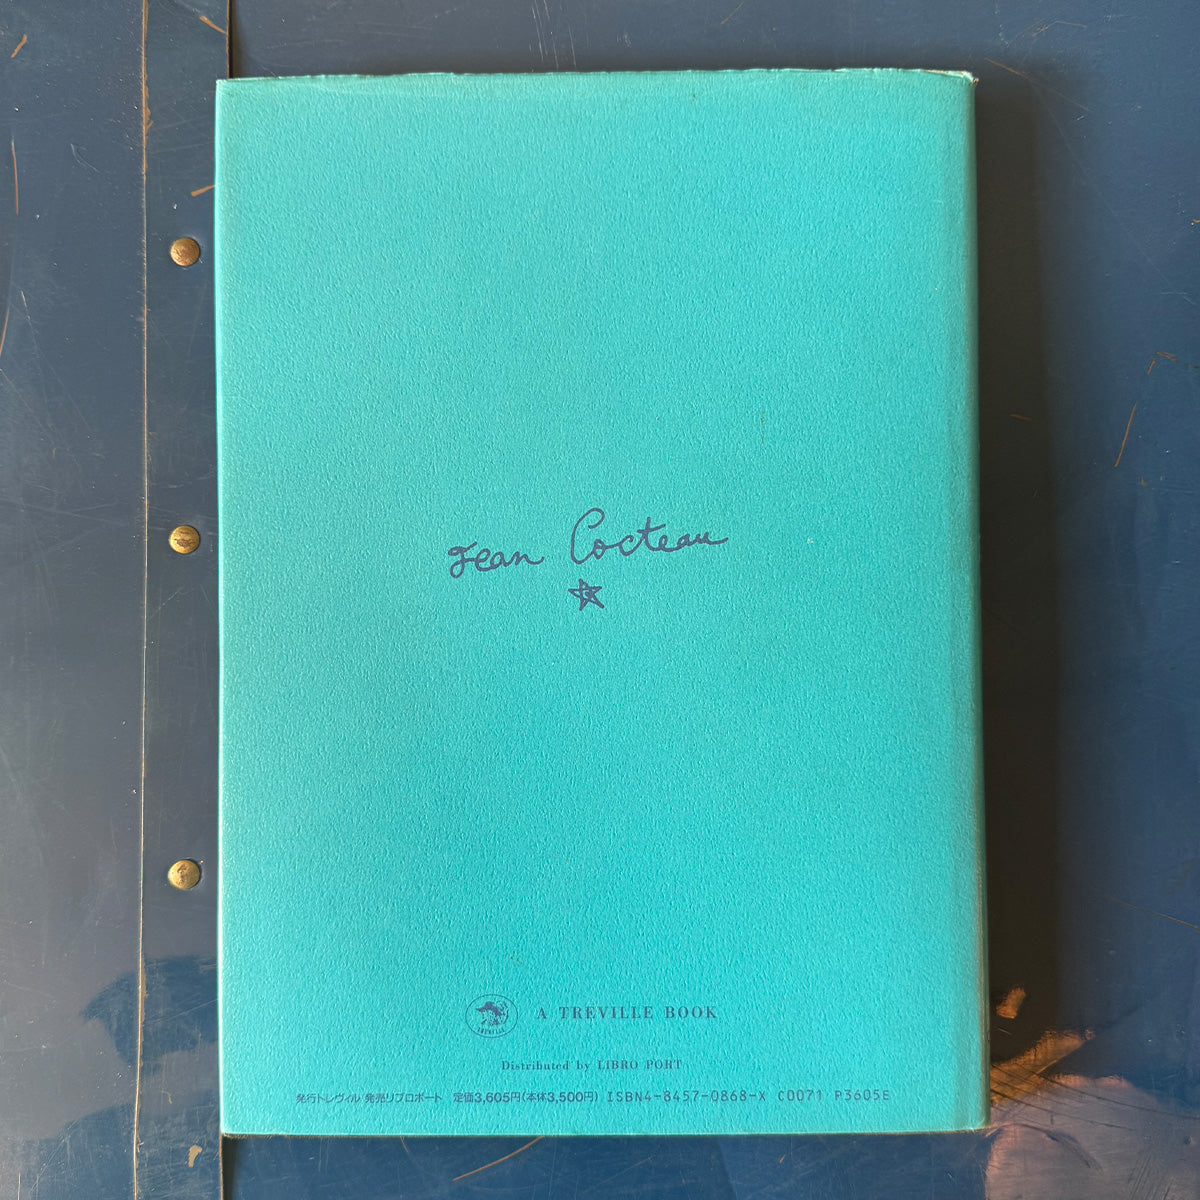 Jean Cocteau
TREVILLE
A TREVILLE BOOK
Distributed by LIBRO PORT
発行トレヴィル/発売リブロポート 定価3,605円(本体3,500円) ISBN4-8457-0868-X C0071 P3605E